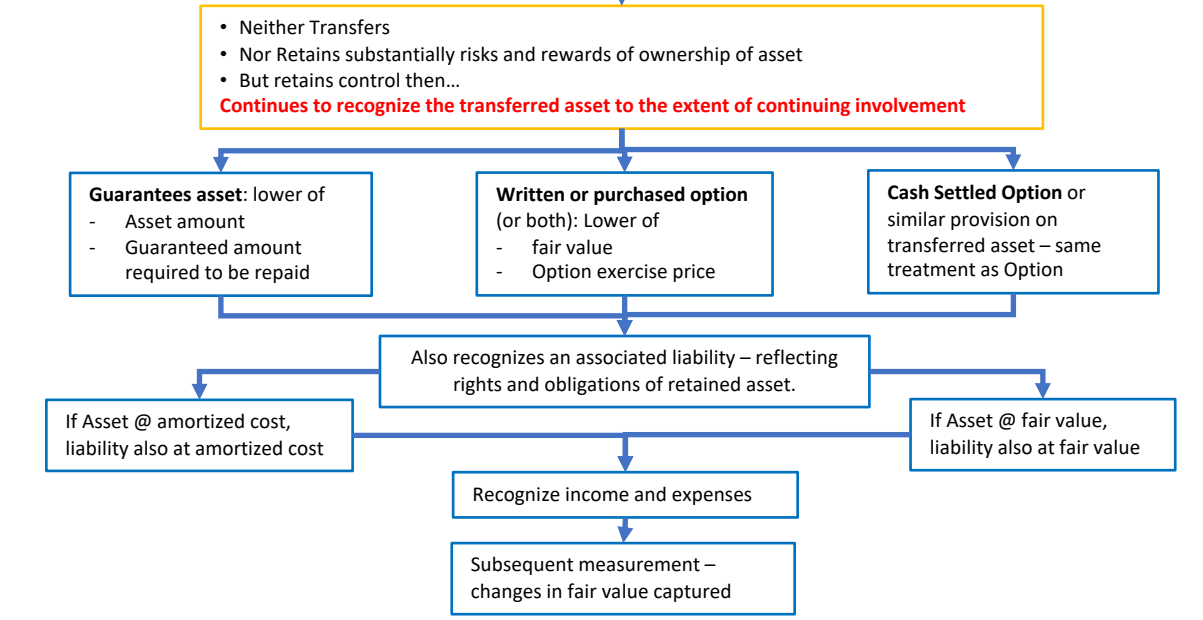 • Neither Transfers
• Nor Retains substantially risks and rewards of ownership of asset
• But retains control then…
Continues to recognize the transferred asset to the extent of continuing involvement
Guarantees asset: lower of
- Asset amount
- Guaranteed amount
required to be repaid
Written or purchased option
(or both): Lower of
- fair value
- Option exercise price
Cash Settled Option or
similar provision on
transferred asset – same
treatment as Option
Also recognizes an associated liability – reflecting
rights and obligations of retained asset.
If Asset @ amortized cost,
liability also at amortized cost
If Asset @ fair value,
liability also at fair value
Recognize income and expenses
Subsequent measurement –
changes in fair value captured